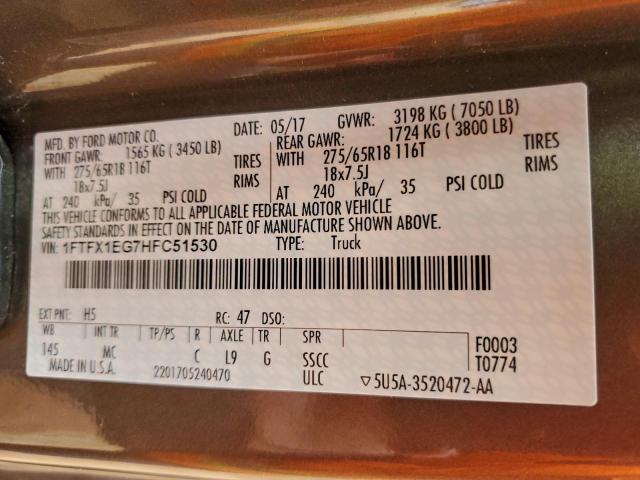 MFD. BY FORD MOTOR CO. DATE: 05/17 GVWR: 3198 KG ( 7050 LB)
FRONT GAWR: 1565 KG ( 3450 LB) REAR GAWR: 1724 KG ( 3800 LB)
WITH 275/65R18 116T TIRES WITH 275/65R18 116T TIRES
18x7.5J RIMS 18x7.5J RIMS
AT 240 kPa/ 35 PSI COLD AT 240 kPa/ 35 PSI COLD
THIS VEHICLE CONFORMS TO ALL APPLICABLE FEDERAL MOTOR VEHICLE
SAFETY STANDARDS IN EFFECT ON THE DATE OF MANUFACTURE SHOWN ABOVE.
VIN: 1FTFX1EG7HFC51530 TYPE: Truck
EXT PNT: H5 RC: 47 DSO:
WB INT TR TP/PS R AXLE TR SPR F0003
145 MC C L9 G SSCC T0774
MADE IN U.S.A. 2201705240470 ULC ▽5U5A-3520472-AA